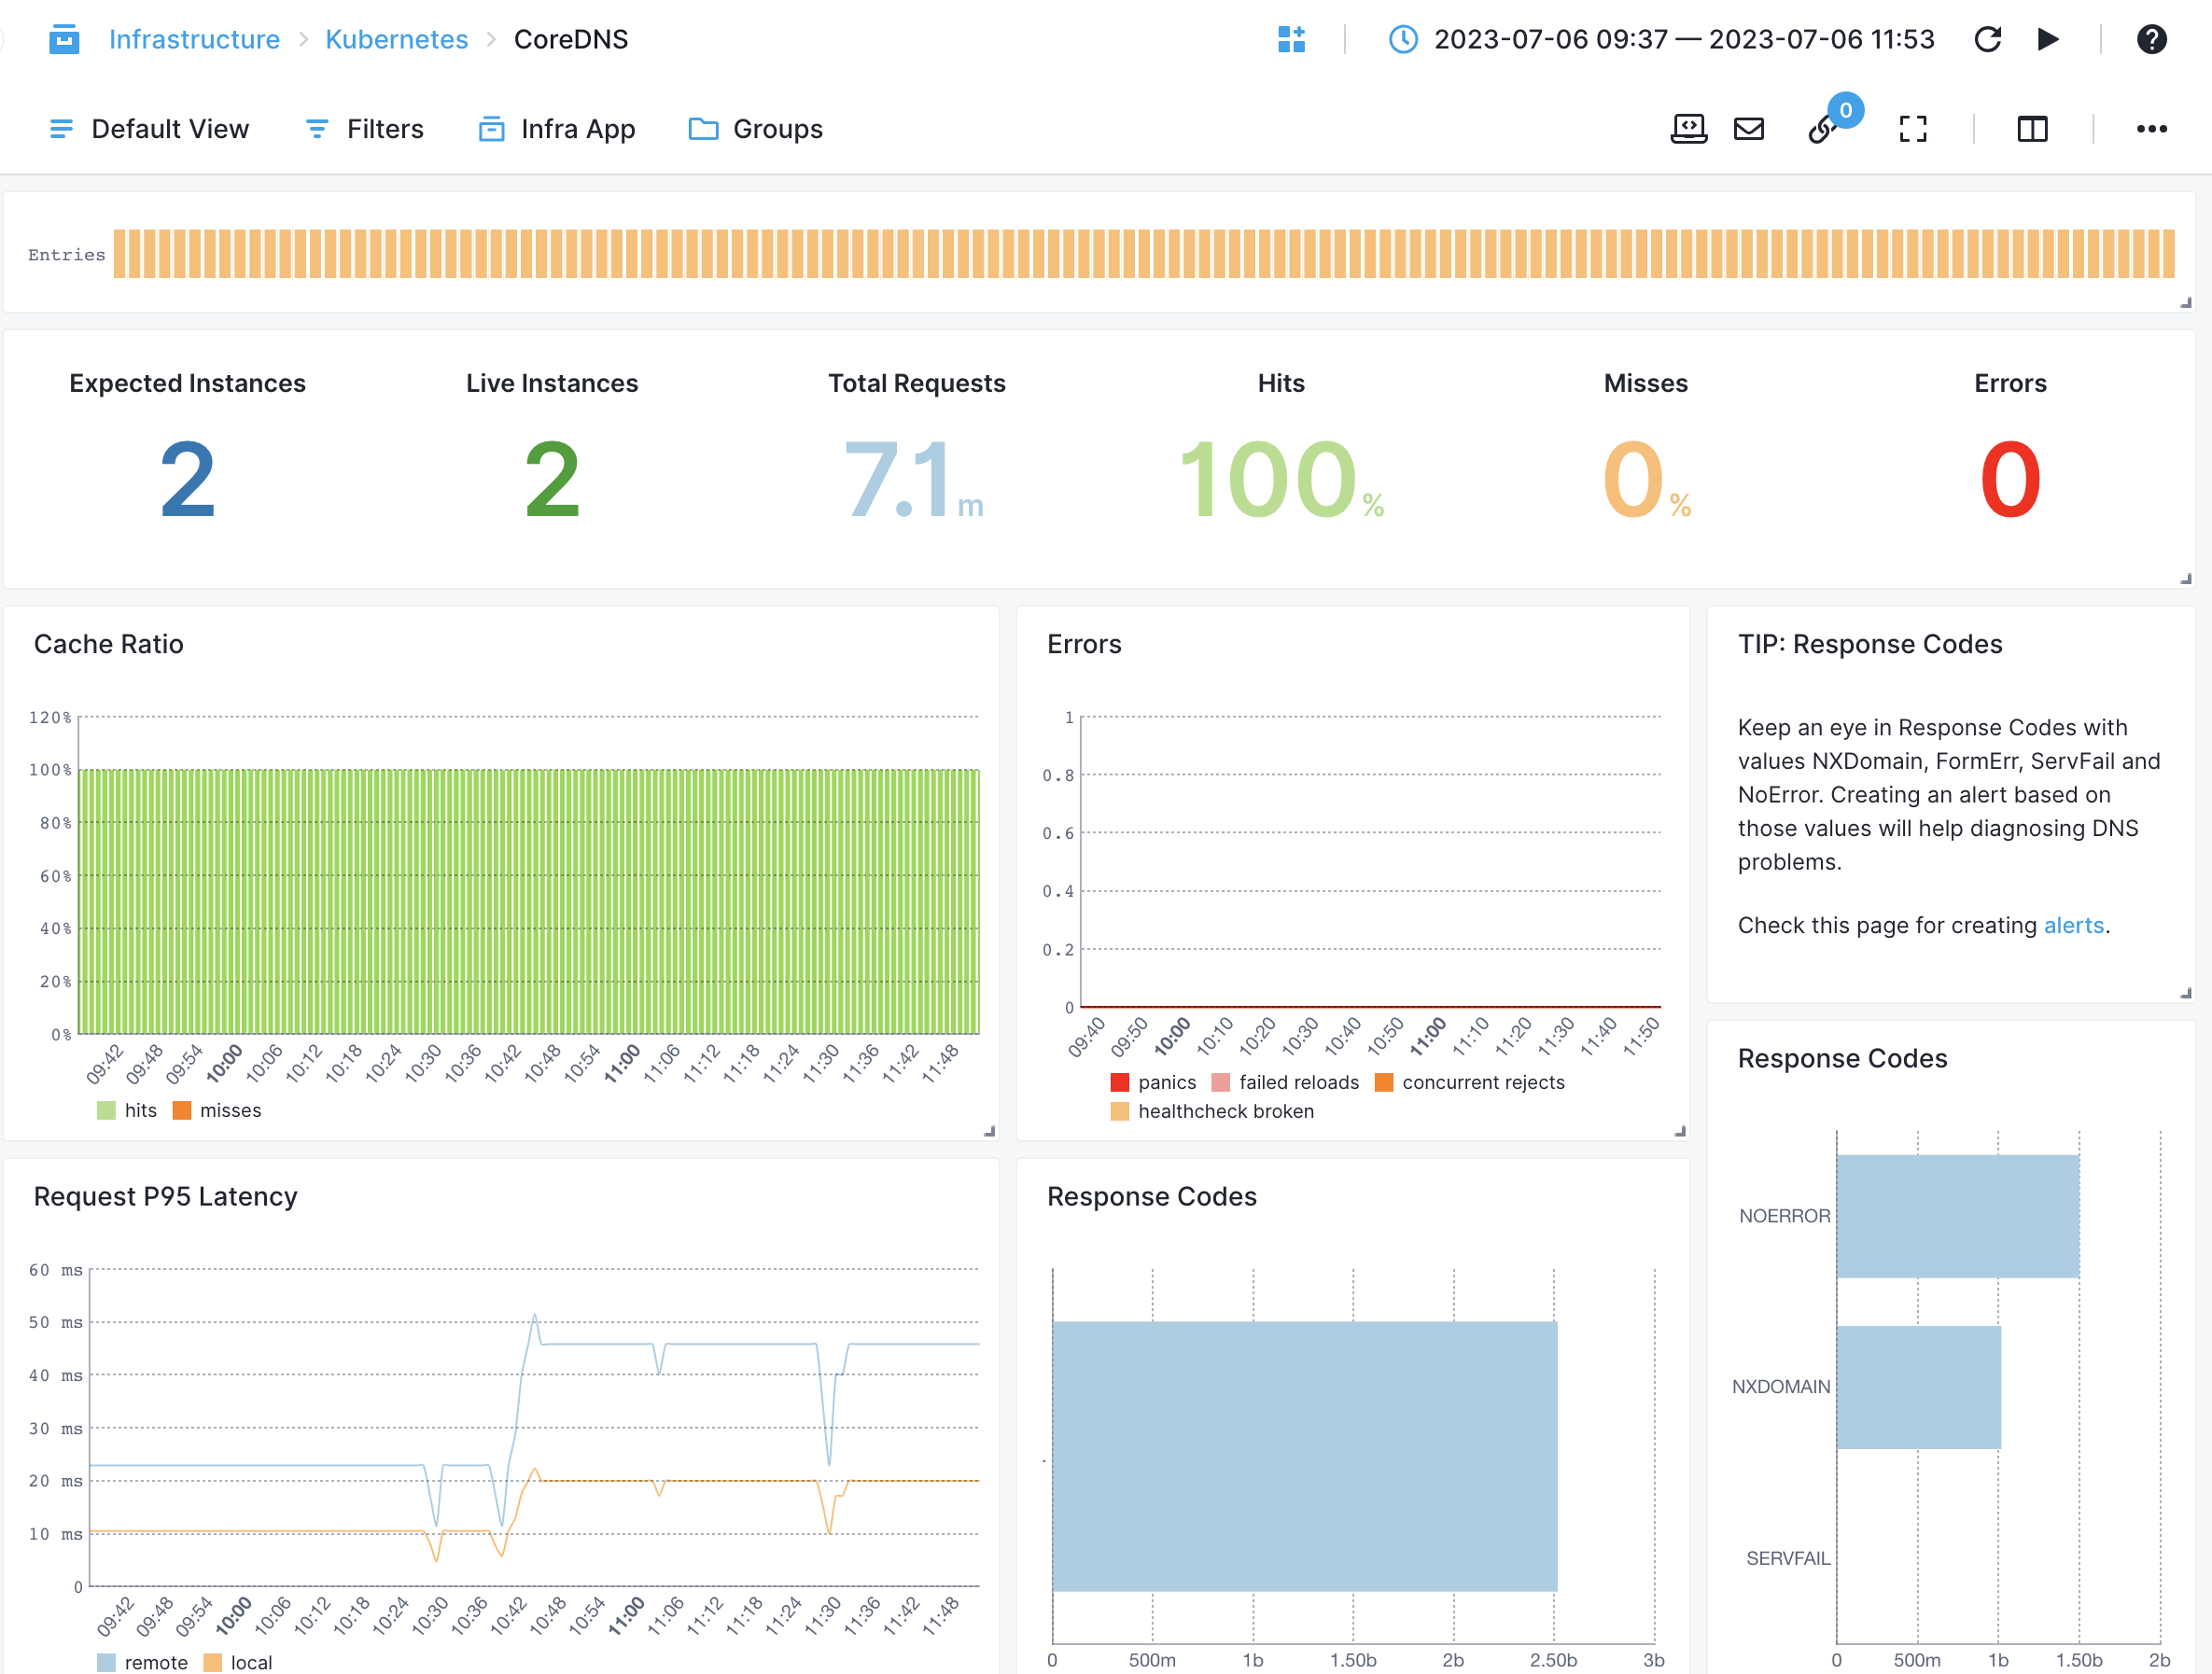 Infrastructure > Kubernetes > CoreDNS
2023-07-06 09:37 — 2023-07-06 11:53
?
Default View
Filters
Infra App
Groups
0
Entries
Expected Instances
2
Live Instances
2
Total Requests
7.1 m
Hits
100 %
Misses
0 %
Errors
0
Cache Ratio
120%
100%
80%
60%
40%
20%
0%
09:42 09:48 09:54 10:00 10:06 10:12 10:18 10:24 10:30 10:36 10:42 10:48 10:54 11:00 11:06 11:12 11:18 11:24 11:30 11:36 11:42 11:48
hits misses
Errors
1
0.8
0.6
0.4
0.2
0
09:40 09:50 10:00 10:10 10:20 10:30 10:40 10:50 11:00 11:10 11:20 11:30 11:40 11:50
panics failed reloads concurrent rejects
healthcheck broken
TIP: Response Codes
Keep an eye in Response Codes with
values NXDomain, FormErr, ServFail and
NoError. Creating an alert based on
those values will help diagnosing DNS
problems.
Check this page for creating alerts.
Request P95 Latency
60 ms
50 ms
40 ms
30 ms
20 ms
10 ms
0
09:42 09:48 09:54 10:00 10:06 10:12 10:18 10:24 10:30 10:36 10:42 10:48 10:54 11:00 11:06 11:12 11:18 11:24 11:30 11:36 11:42 11:48
remote local
Response Codes
.
0 500m 1b 1.50b 2b 2.50b 3b
Response Codes
NOERROR
NXDOMAIN
SERVFAIL
0 500m 1b 1.50b 2b